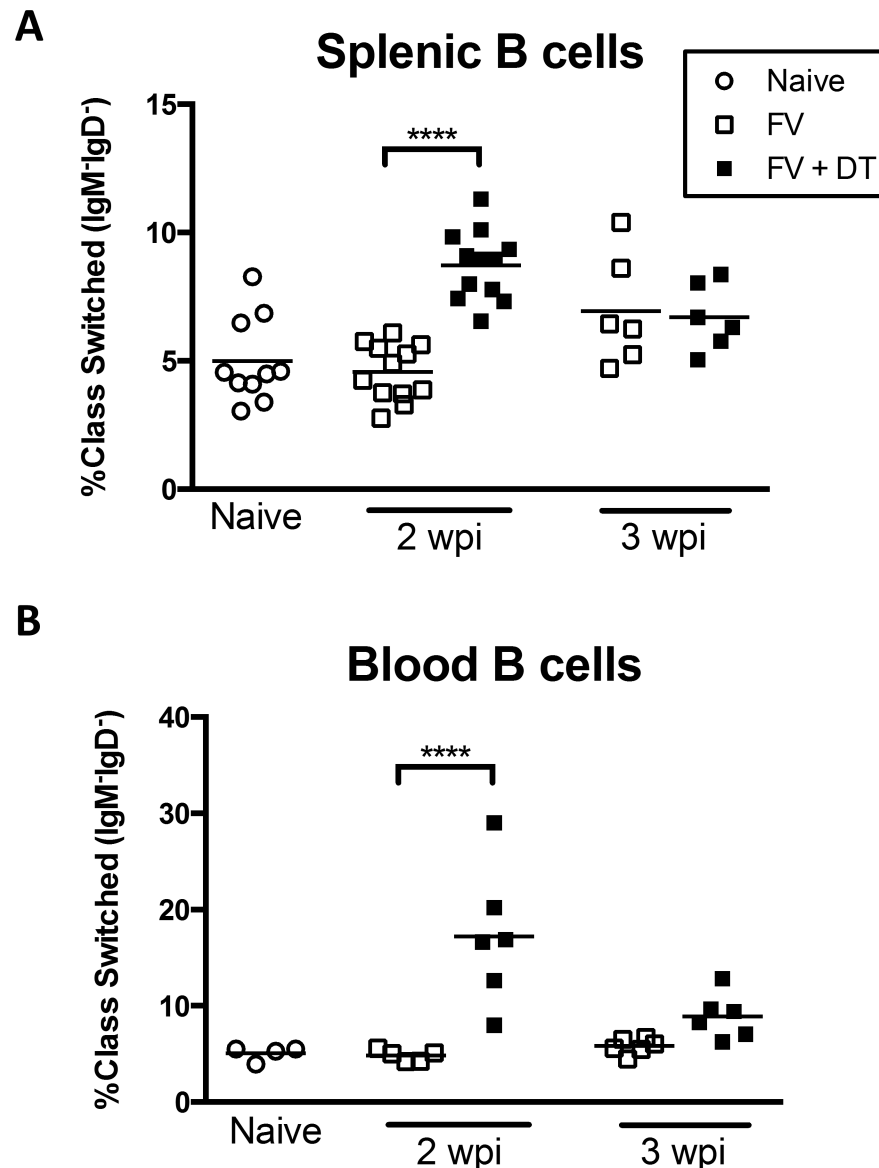 A
Splenic B cells
Naive
FV
FV + DT
%Class Switched (IgM⁻IgD⁻)
15
10
5
0
****
Naive
2 wpi
3 wpi
B
Blood B cells
%Class Switched (IgM⁻IgD⁻)
40
30
20
10
0
****
Naive
2 wpi
3 wpi